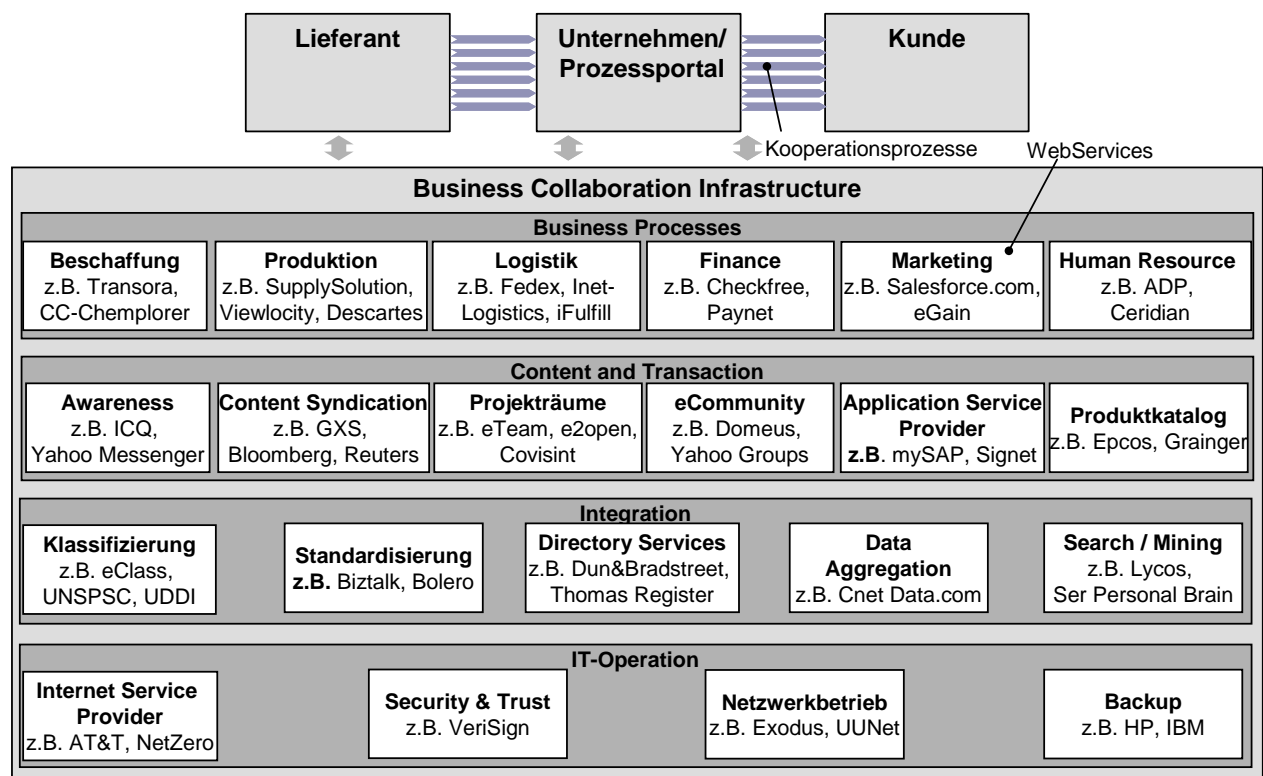 Lieferant
Unternehmen/
Prozessportal
Kunde
Kooperationsprozesse
WebServices
Business Collaboration Infrastructure
Business Processes
Beschaffung
z.B. Transora,
CC-Chemplorer
Produktion
z.B. SupplySolution,
Viewlocity, Descartes
Logistik
z.B. Fedex, Inet-
Logistics, iFulfill
Finance
z.B. Checkfree,
Paynet
Marketing
z.B. Salesforce.com,
eGain
Human Resource
z.B. ADP,
Ceridian
Content and Transaction
Awareness
z.B. ICQ,
Yahoo Messenger
Content Syndication
z.B. GXS,
Bloomberg, Reuters
Projekträume
z.B. eTeam, e2open,
Covisint
eCommunity
z.B. Domeus,
Yahoo Groups
Application Service
Provider
z.B. mySAP, Signet
Produktkatalog
z.B. Epcos, Grainger
Integration
Klassifizierung
z.B. eClass,
UNSPSC, UDDI
Standardisierung
z.B. Biztalk, Bolero
Directory Services
z.B. Dun&Bradstreet,
Thomas Register
Data
Aggregation
z.B. Cnet Data.com
Search / Mining
z.B. Lycos,
Ser Personal Brain
IT-Operation
Internet Service
Provider
z.B. AT&T, NetZero
Security & Trust
z.B. VeriSign
Netzwerkbetrieb
z.B. Exodus, UUNet
Backup
z.B. HP, IBM